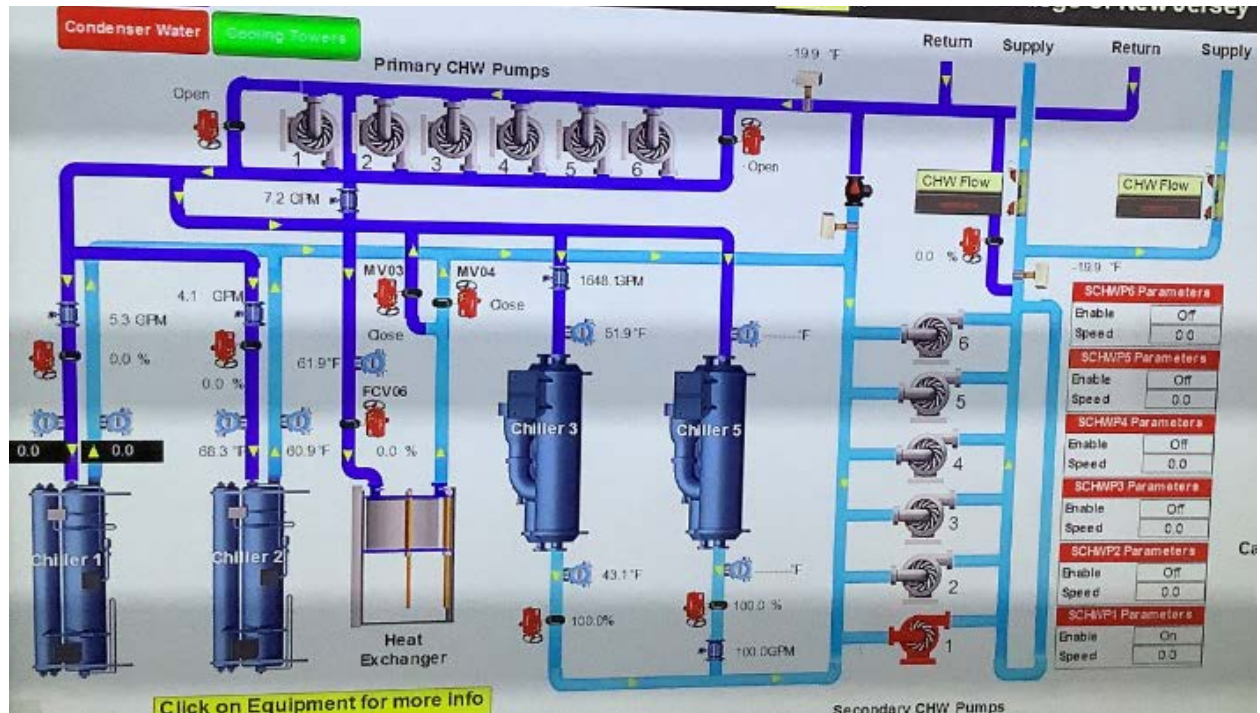 New Jersey
Condenser Water
Cooling Towers
Return
Supply
Return
Supply
-19.9 °F
Primary CHW Pumps
Open
1
2
3
4
5
6
Open
7.2 GPM
CHW Flow
CHW Flow
0.0 %
-19.9 °F
MV03
MV04
Close
Close
1648.1GPM
4.1 GPM
5.3 GPM
0.0 %
0.0 %
61.9°F
51.9°F
------°F
FCV06
0.0 %
0.0
0.0
68.3 °F
60.9°F
Chiller 1
Chiller 2
Chiller 3
Chiller 5
Heat
Exchanger
43.1°F
------°F
100.0%
100.0 %
100.0GPM
6
5
4
3
2
1
SCHWP6 Parameters
Enable Off
Speed 0.0
SCHWP5 Parameters
Enable Off
Speed 0.0
SCHWP4 Parameters
Enable Off
Speed 0.0
SCHWP3 Parameters
Enable Off
Speed 0.0
SCHWP2 Parameters
Enable Off
Speed 0.0
SCHWP1 Parameters
Enable On
Speed 0.0
Click on Equipment for more info
Secondary CHW Pumps